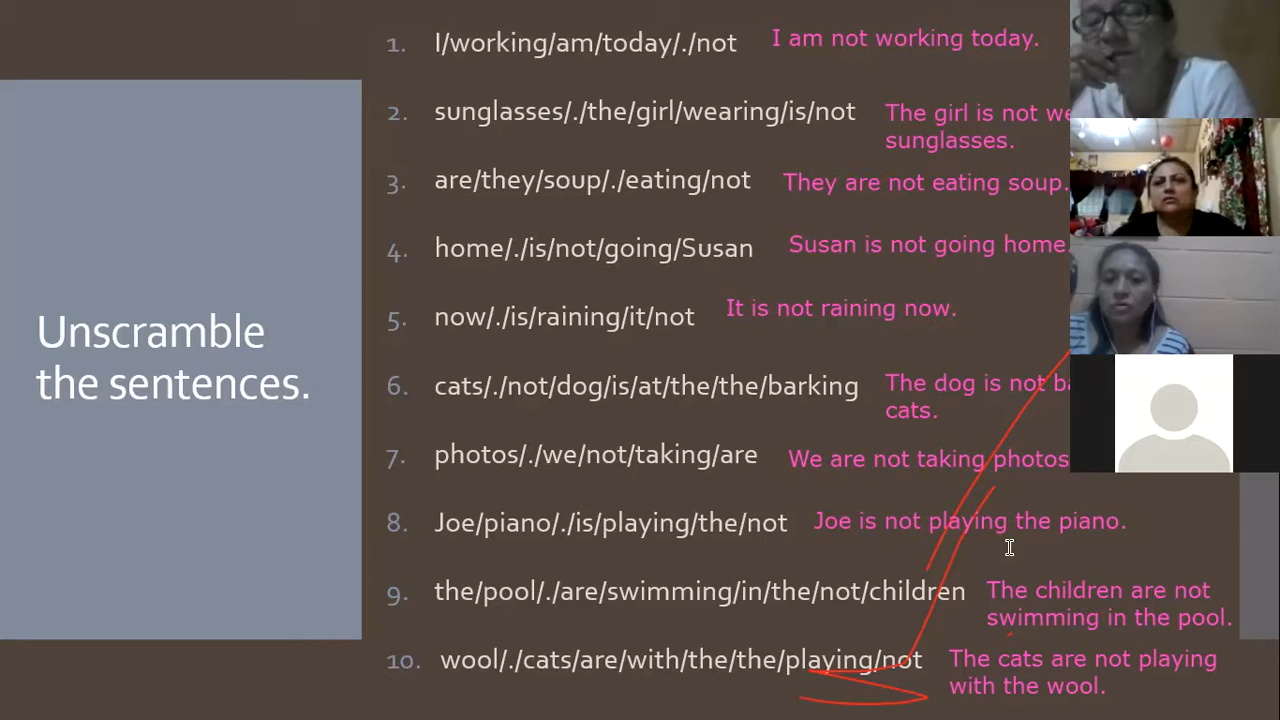 Unscramble
the sentences.
1. I/working/am/today/./not I am not working today.
2. sunglasses/./the/girl/wearing/is/not The girl is not
sunglasses.
3. are/they/soup/./eating/not They are not eating soup.
4. home/./is/not/going/Susan Susan is not going home.
5. now/./is/raining/it/not It is not raining now.
6. cats/./not/dog/is/at/the/the/barking The dog is not
cats.
7. photos/./we/not/taking/are We are not taking photos
8. Joe/piano/./is/playing/the/not Joe is not playing the piano.
9. the/pool/./are/swimming/in/the/not/children The children are not
swimming in the pool.
10. wool/./cats/are/with/the/the/playing/not The cats are not playing
with the wool.